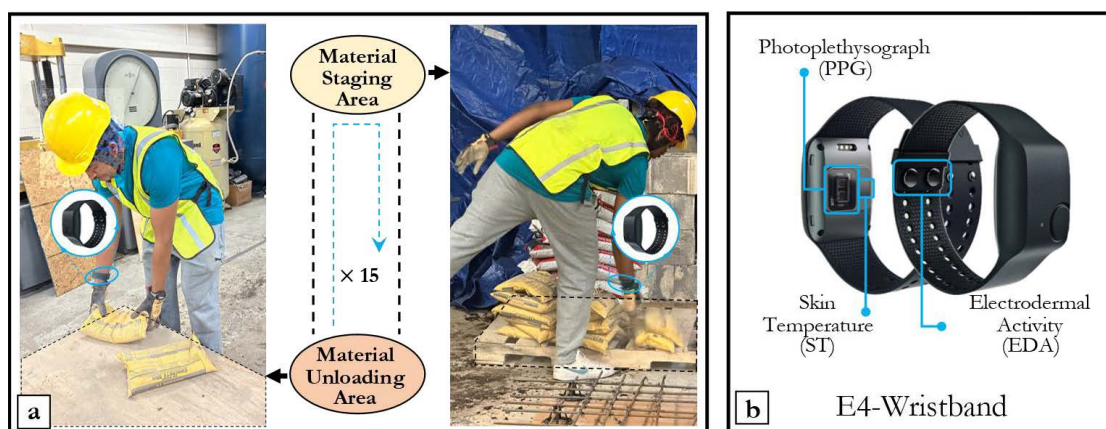 Material
Staging
Area
× 15
Material
Unloading
Area
a
Photoplethysograph
(PPG)
Skin
Temperature
(ST)
Electrodermal
Activity
(EDA)
b
E4-Wristband